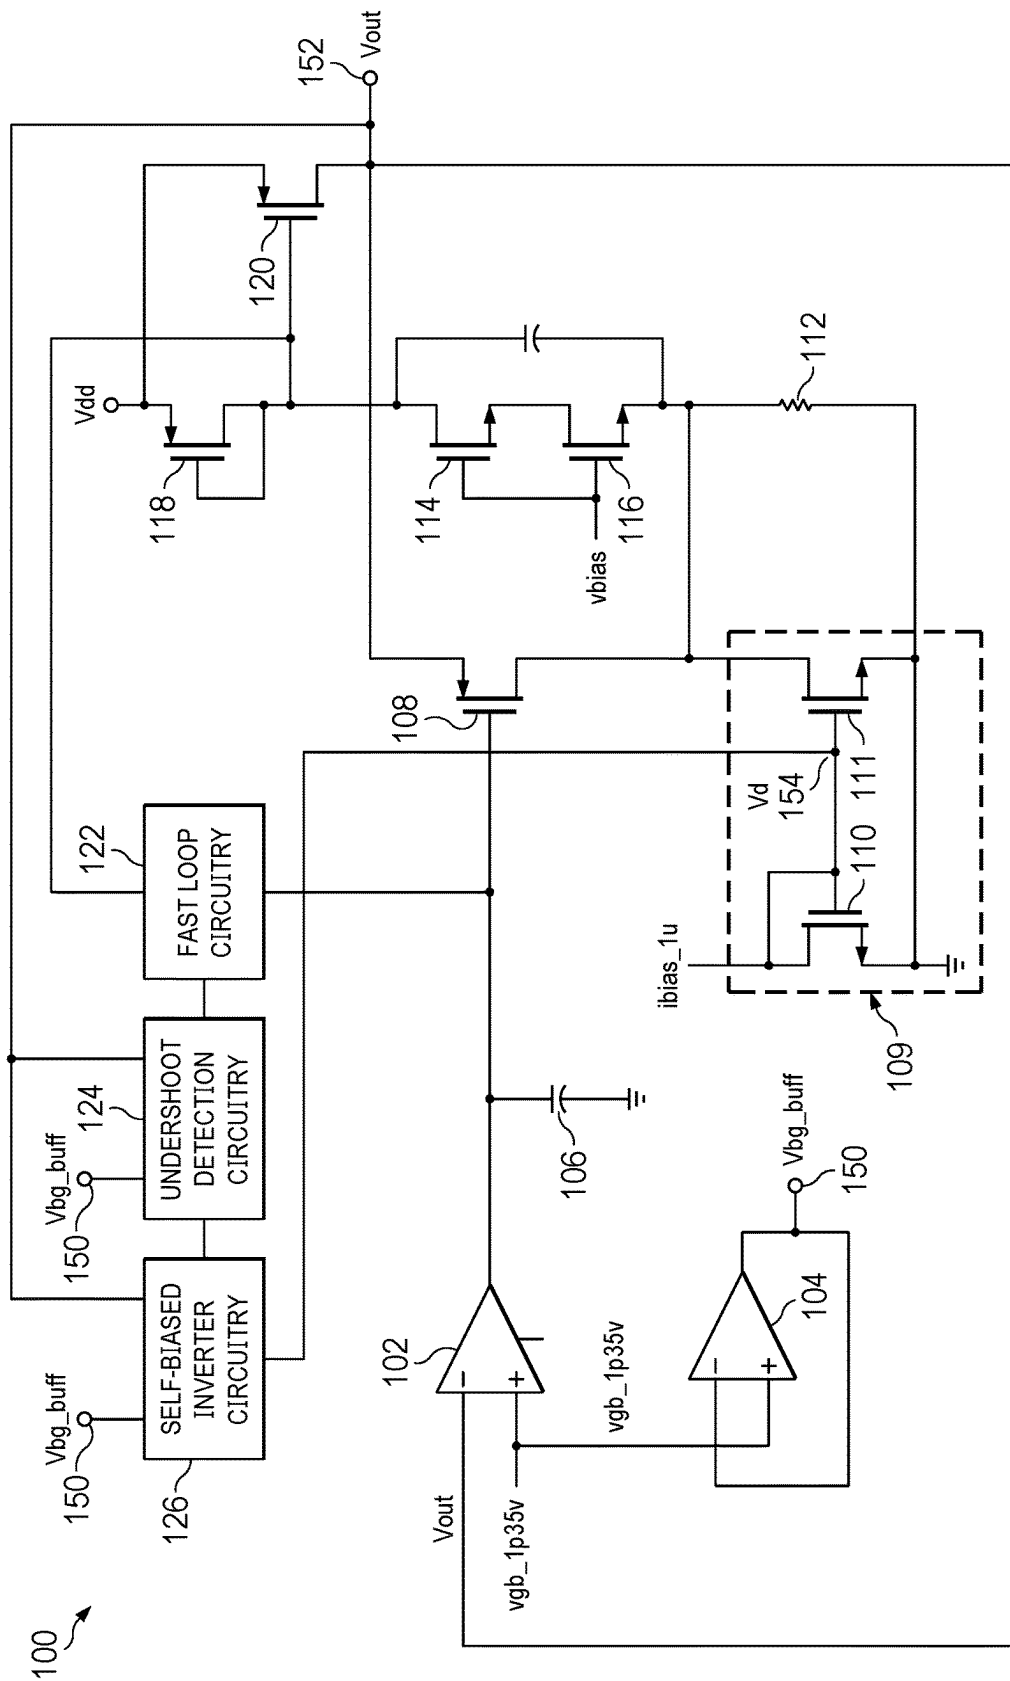 100
Vbg_buff
150
Vbg_buff
150
SELF-BIASED
INVERTER
CIRCUITRY
126
UNDERSHOOT
DETECTION
CIRCUITRY
124
FAST LOOP
CIRCUITRY
122
Vdd
118
120
152
Vout
Vout
102
−
+
vgb_1p35v
vgb_1p35v
106
108
114
116
vbias
112
−
+
104
150
Vbg_buff
109
ibias_1u
110
Vd
154
111